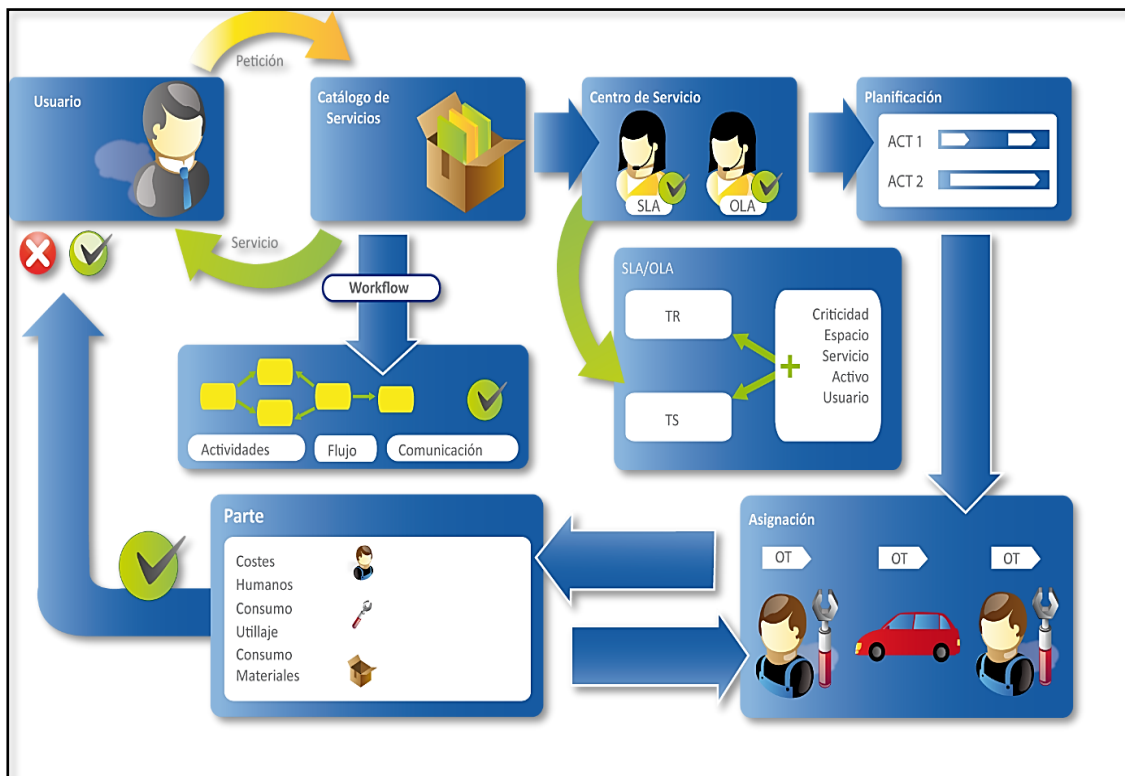 Petición
Usuario
Catálogo de
Servicios
Centro de Servicio
SLA
OLA
Planificación
ACT 1
ACT 2
Servicio
Workflow
Actividades
Flujo
Comunicación
SLA/OLA
TR
TS
Criticidad
Espacio
Servicio
Activo
Usuario
Parte
Costes
Humanos
Consumo
Utillaje
Consumo
Materiales
Asignación
OT
OT
OT